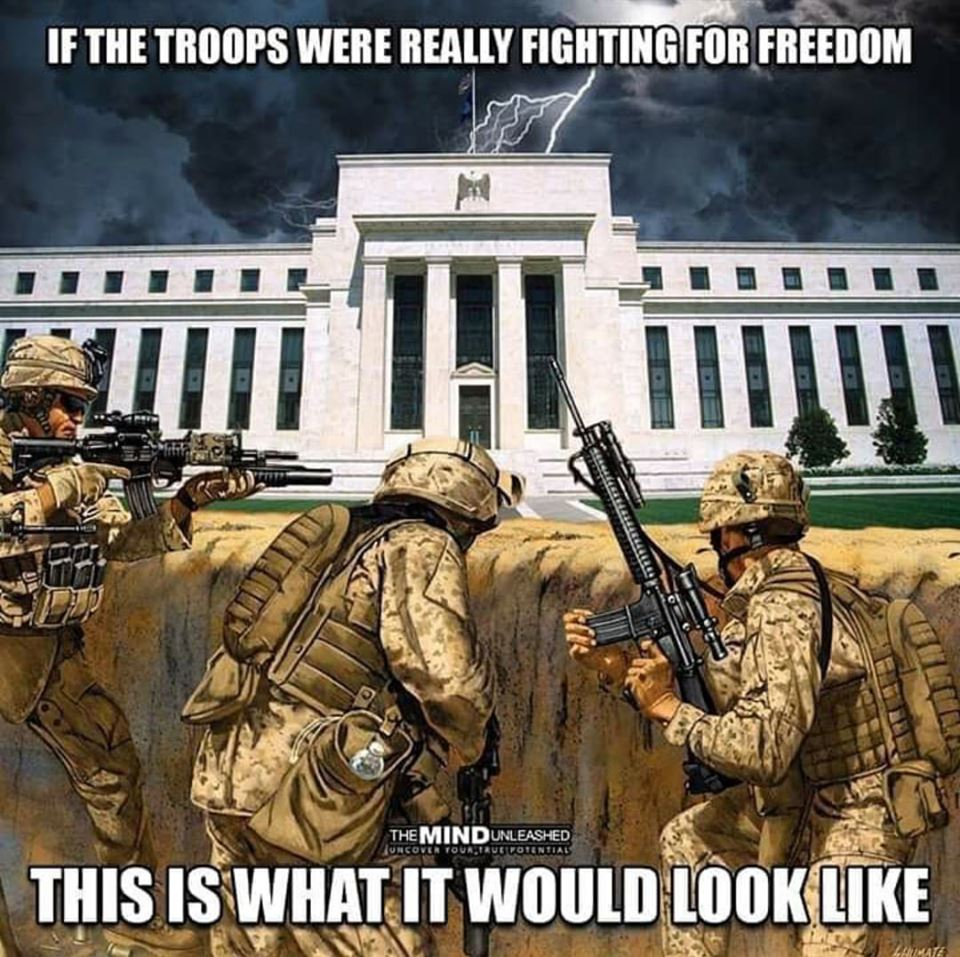 IF THE TROOPS WERE REALLY FIGHTING FOR FREEDOM
THE MIND UNLEASHED
UNCOVER YOUR TRUE POTENTIAL
THIS IS WHAT IT WOULD LOOK LIKE